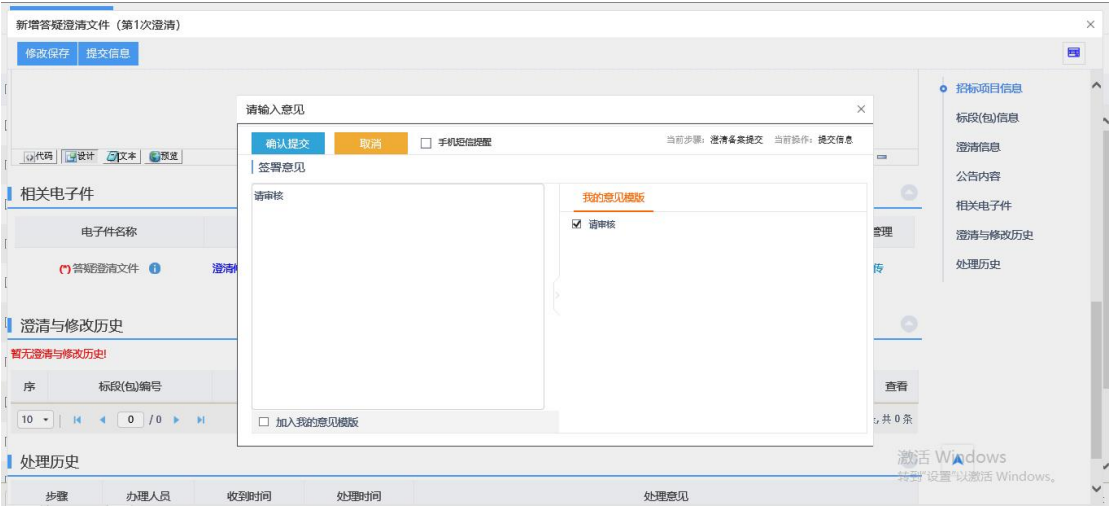 新增答疑澄清文件（第1次澄清）
修改保存 提交信息
招标项目信息
标段(包)信息
澄清信息
公告内容
相关电子件
澄清与修改历史
处理历史
请输入意见
确认提交 取消 手机短信提醒 当前步骤：澄清备案提交 当前操作：提交信息
签署意见
请审核
我的意见模版
请审核
加入我的意见模版
代码 设计 文本 预览
相关电子件
电子件名称 管理
(*)答疑澄清文件 澄清 传
澄清与修改历史
暂无澄清与修改历史!
序 标段(包)编号 查看
10 0 / 0 共 0 条
处理历史
步骤 办理人员 收到时间 处理时间 处理意见
激活 Windows
转到"设置"以激活 Windows。